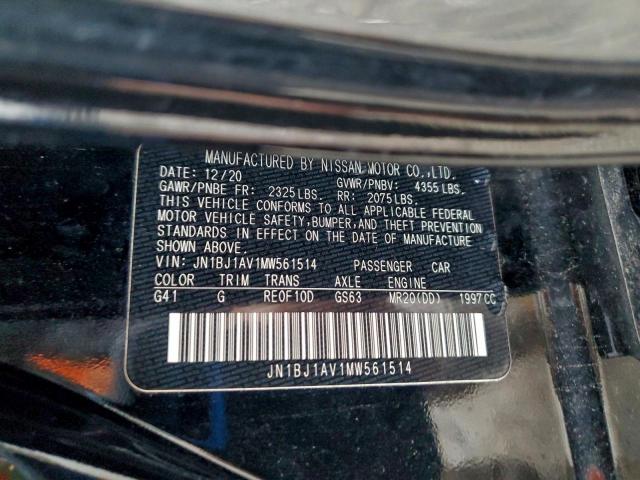 MANUFACTURED BY NISSAN MOTOR CO.,LTD.
DATE: 12/20 GVWR/PNBV: 4355 LBS.
GAWR/PNBE FR: 2325 LBS. RR: 2075 LBS.
THIS VEHICLE CONFORMS TO ALL APPLICABLE FEDERAL
MOTOR VEHICLE SAFETY, BUMPER, AND THEFT PREVENTION
STANDARDS IN EFFECT ON THE DATE OF MANUFACTURE
SHOWN ABOVE.
VIN: JN1BJ1AV1MW561514 PASSENGER CAR
COLOR TRIM TRANS AXLE ENGINE
G41 G RE0F10D GS63 MR20(DD) 1997CC
JN1BJ1AV1MW561514